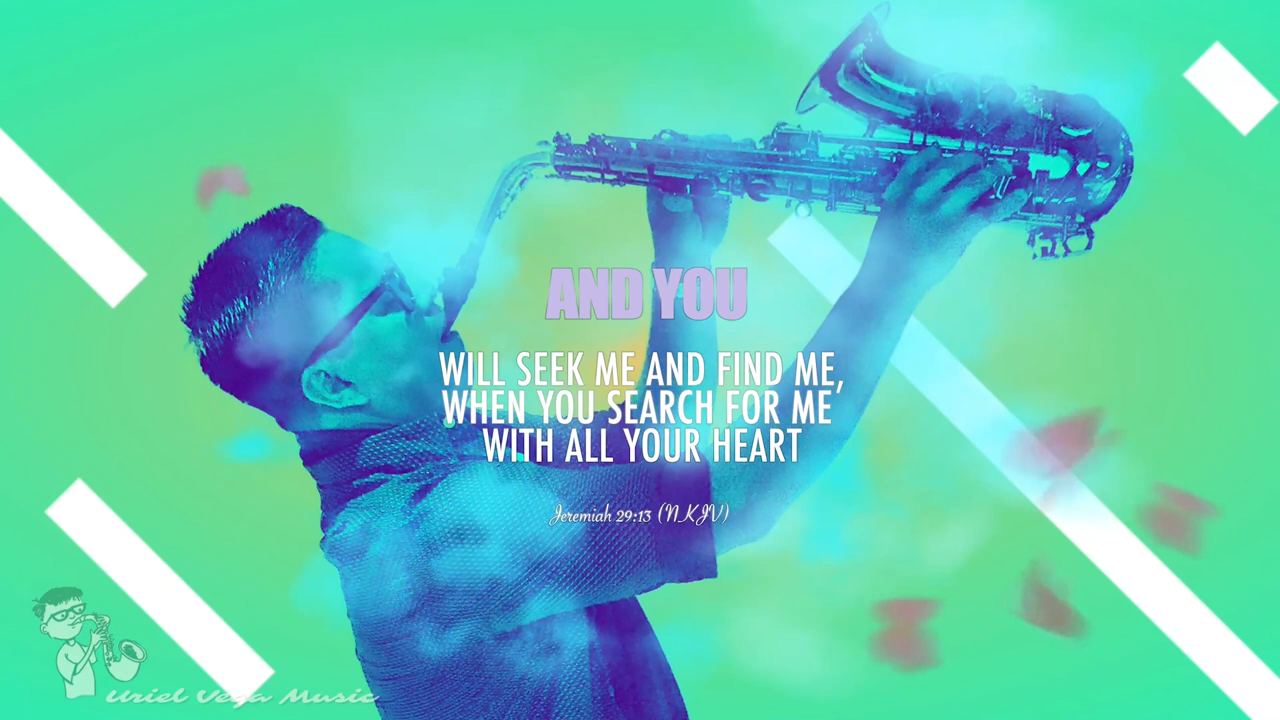 AND YOU
WILL SEEK ME AND FIND ME,
WHEN YOU SEARCH FOR ME
WITH ALL YOUR HEART
Jeremiah 29:13 (NKJV)
Uriel Vega Music